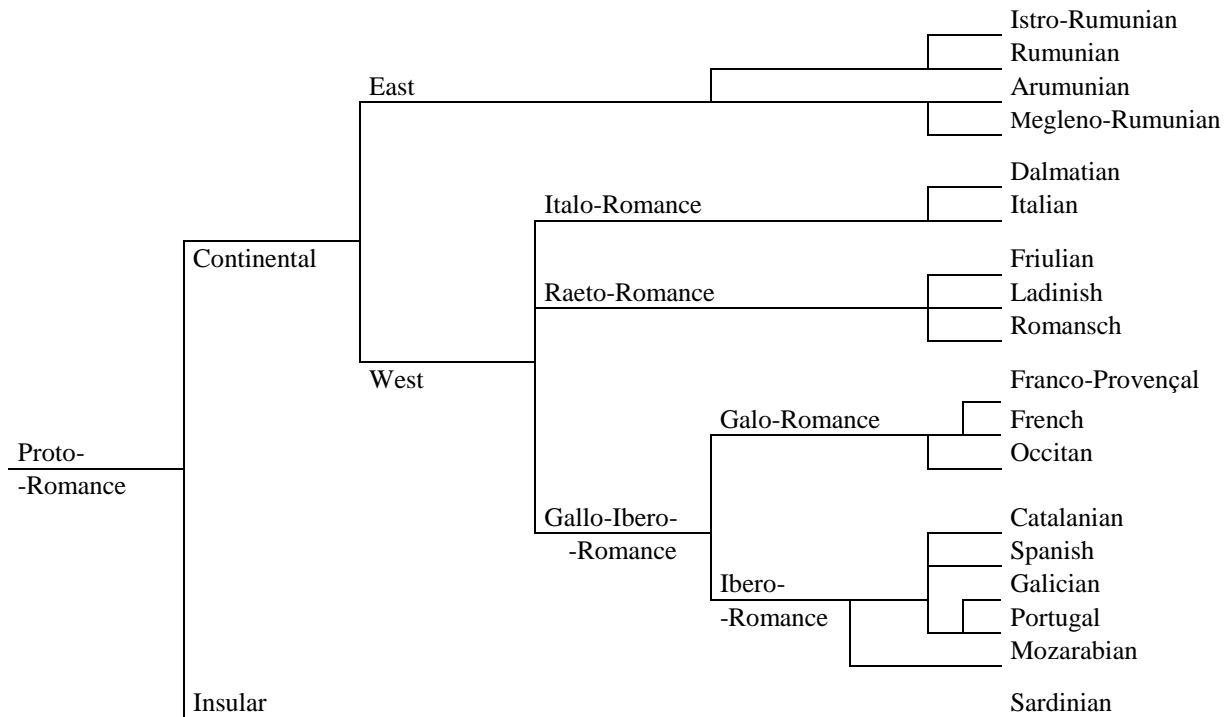 Istro-Rumunian
Rumunian
East
Arumunian
Megleno-Rumunian
Dalmatian
Italo-Romance
Italian
Continental
Friulian
Raeto-Romance
Ladinish
Romansch
West
Franco-Provençal
Galo-Romance
French
Proto-
Occitan
-Romance
Gallo-Ibero-
Catalanian
-Romance
Spanish
Ibero-
Galician
-Romance
Portugal
Mozarabian
Insular
Sardinian